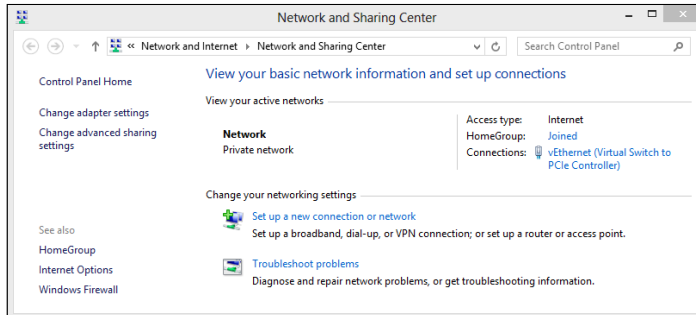 Network and Sharing Center
« Network and Internet ▸ Network and Sharing Center
Search Control Panel
Control Panel Home
Change adapter settings
Change advanced sharing
settings
See also
HomeGroup
Internet Options
Windows Firewall
View your basic network information and set up connections
View your active networks
Network
Private network
Access type: Internet
HomeGroup: Joined
Connections: vEthernet (Virtual Switch to
PCIe Controller)
Change your networking settings
Set up a new connection or network
Set up a broadband, dial-up, or VPN connection; or set up a router or access point.
Troubleshoot problems
Diagnose and repair network problems, or get troubleshooting information.